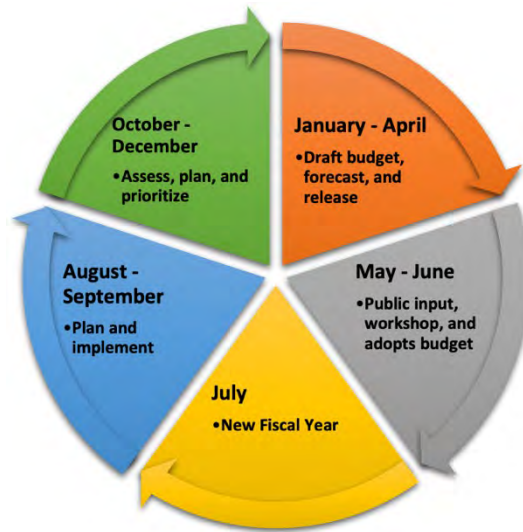 October -
December
•Assess, plan, and
prioritize
January - April
•Draft budget,
forecast, and
release
May - June
•Public input,
workshop, and
adopts budget
July
•New Fiscal Year
August -
September
•Plan and
implement